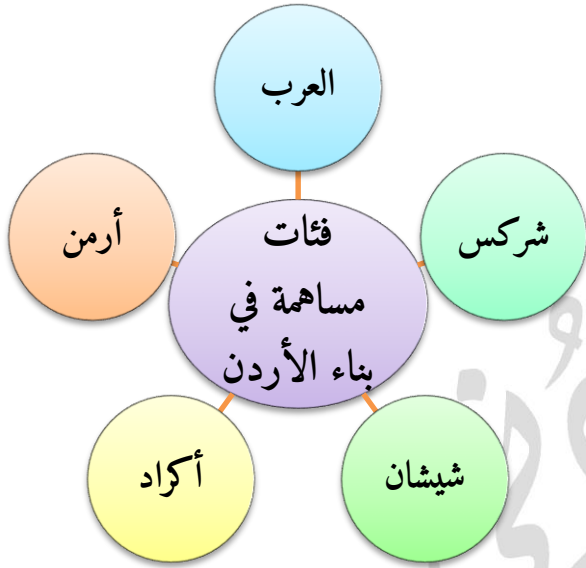 العرب
شركس
شيشان
أكراد
أرمن
فئات
مساهمة في
بناء الأردن